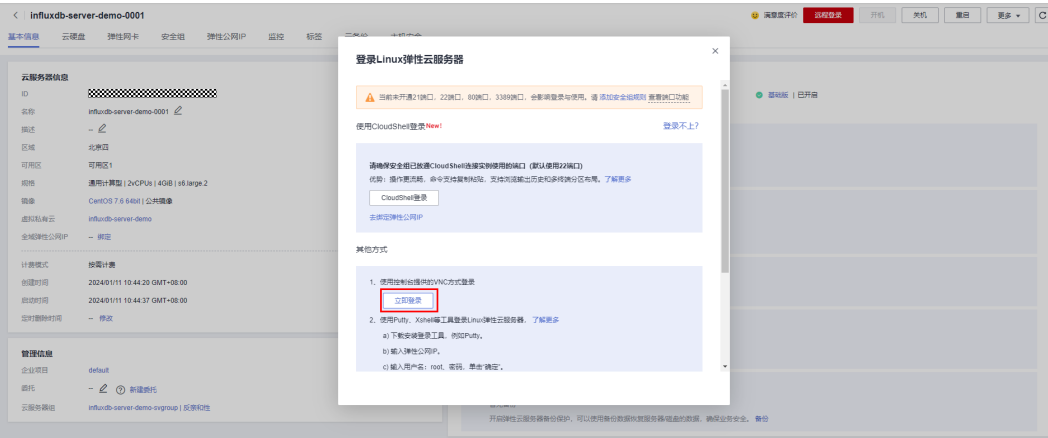 influxdb-server-demo-0001
满意度评价 远程登录 开机 关机 重启 更多
基本信息 云硬盘 弹性网卡 安全组 弹性公网IP 监控 标签
登录Linux弹性云服务器
当前未开通21端口、22端口、80端口、3389端口，会影响登录与使用。请 添加安全组规则 查看端口功能
使用CloudShell登录New! 登录不上?
请确保安全组已放通CloudShell连接实例使用的端口（默认使用22端口）
优势：操作更流畅、命令支持复制粘贴、支持浏览输出历史和多终端分区布局。了解更多
CloudShell登录
去绑定弹性公网IP
其他方式
1、使用控制台提供的VNC方式登录
立即登录
2、使用Putty、Xshell等工具登录Linux弹性云服务器。 了解更多
a) 下载安装登录工具，例如Putty。
b) 输入弹性公网IP。
c) 输入用户名：root、密码，单击“确定”。
云服务器信息
ID
名称 influxdb-server-demo-0001
描述 --
区域 北京四
可用区 可用区1
规格 通用计算型 | 2vCPUs | 4GiB | s6.large.2
镜像 CentOS 7.6 64bit | 公共镜像
虚拟私有云 influxdb-server-demo
全域弹性公网IP -- 绑定
计费模式 按需计费
创建时间 2024/01/11 10:44:20 GMT+08:00
启动时间 2024/01/11 10:44:37 GMT+08:00
定时删除时间 -- 修改
管理信息
企业项目 default
委托 -- 新建委托
云服务器组 influxdb-server-demo-svgroup | 反亲和性
基础版 | 已开启
开启弹性云服务器备份保护，可以使用备份数据恢复服务器/磁盘的数据，确保业务安全。 备份